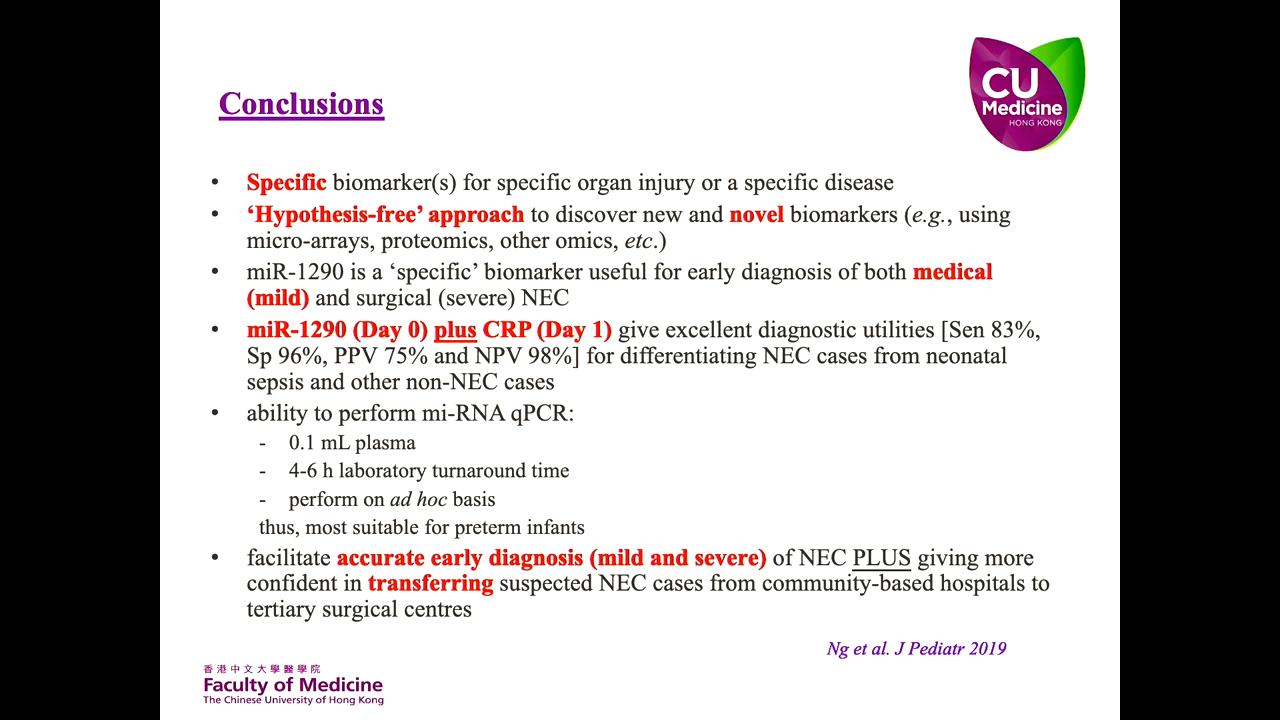 CU
Medicine
HONG KONG
Conclusions
• Specific biomarker(s) for specific organ injury or a specific disease
• ‘Hypothesis-free’ approach to discover new and novel biomarkers (e.g., using
micro-arrays, proteomics, other omics, etc.)
• miR-1290 is a ‘specific’ biomarker useful for early diagnosis of both medical
(mild) and surgical (severe) NEC
• miR-1290 (Day 0) plus CRP (Day 1) give excellent diagnostic utilities [Sen 83%,
Sp 96%, PPV 75% and NPV 98%] for differentiating NEC cases from neonatal
sepsis and other non-NEC cases
• ability to perform mi-RNA qPCR:
- 0.1 mL plasma
- 4-6 h laboratory turnaround time
- perform on ad hoc basis
thus, most suitable for preterm infants
• facilitate accurate early diagnosis (mild and severe) of NEC PLUS giving more
confident in transferring suspected NEC cases from community-based hospitals to
tertiary surgical centres
Ng et al. J Pediatr 2019
香港中文大學醫學院
Faculty of Medicine
The Chinese University of Hong Kong